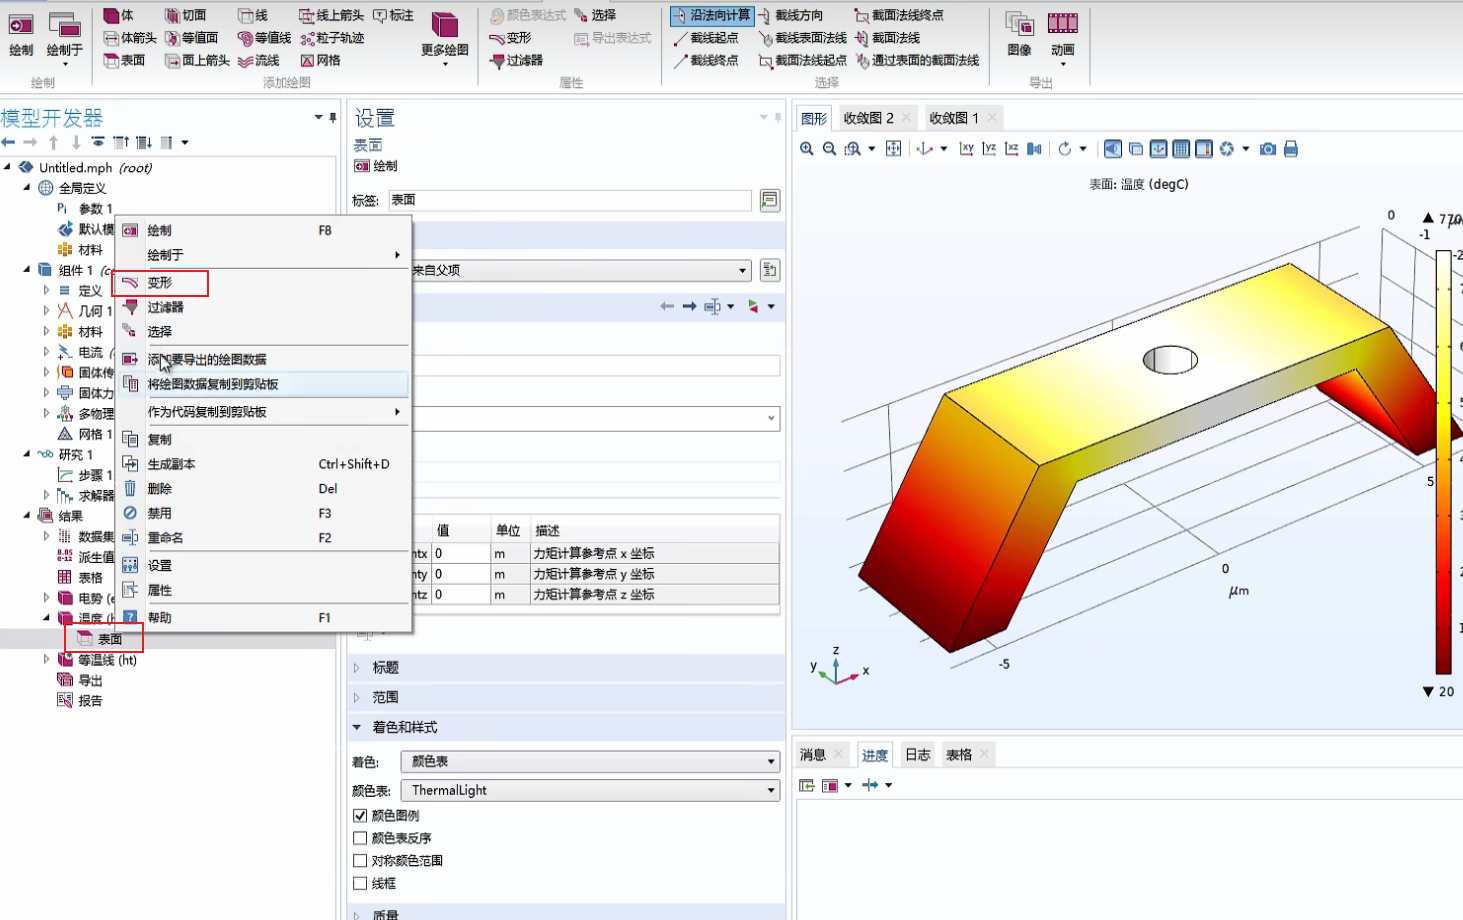 体 切面 线 线上箭头 标注 颜色表达式 选择 沿法向计算 截线方向 截面法线终点
绘制 绘制于 体箭头 等值面 等值线 粒子轨迹 更多绘图 变形 导出表达式 截线起点 截线表面法线 截面法线 图像 动画
表面 面上箭头 流线 网格 过滤器 截线终点 截面法线起点 通过表面的截面法线
绘制 添加绘图 属性 选择 导出
模型开发器
Untitled.mph (root)
全局定义
Pi 参数 1
默认模
材料
组件 1
定义
几何 1
材料
电流
固体传
固体力
多物理
网格 1
研究 1
步骤 1
求解器
结果
数据集
派生值
表格
电势
温度
表面
等温线 (ht)
导出
报告
绘制 F8
绘制于
变形
过滤器
选择
添加要导出的绘图数据
将绘图数据复制到剪贴板
作为代码复制到剪贴板
复制
生成副本 Ctrl+Shift+D
删除 Del
禁用 F3
重命名 F2
设置
属性
帮助 F1
设置
表面
绘制
标签: 表面
来自父项
值 单位 描述
ntx 0 m 力矩计算参考点 x 坐标
nty 0 m 力矩计算参考点 y 坐标
ntz 0 m 力矩计算参考点 z 坐标
标题
范围
着色和样式
着色: 颜色表
颜色表: ThermalLight
颜色图例
颜色表反序
对称颜色范围
线框
质量
图形 收敛图 2 收敛图 1
xy yz xz
表面: 温度 (degC)
0
-1
5
0
μm
-5
▼ 20
z
y
x
消息 进度 日志 表格